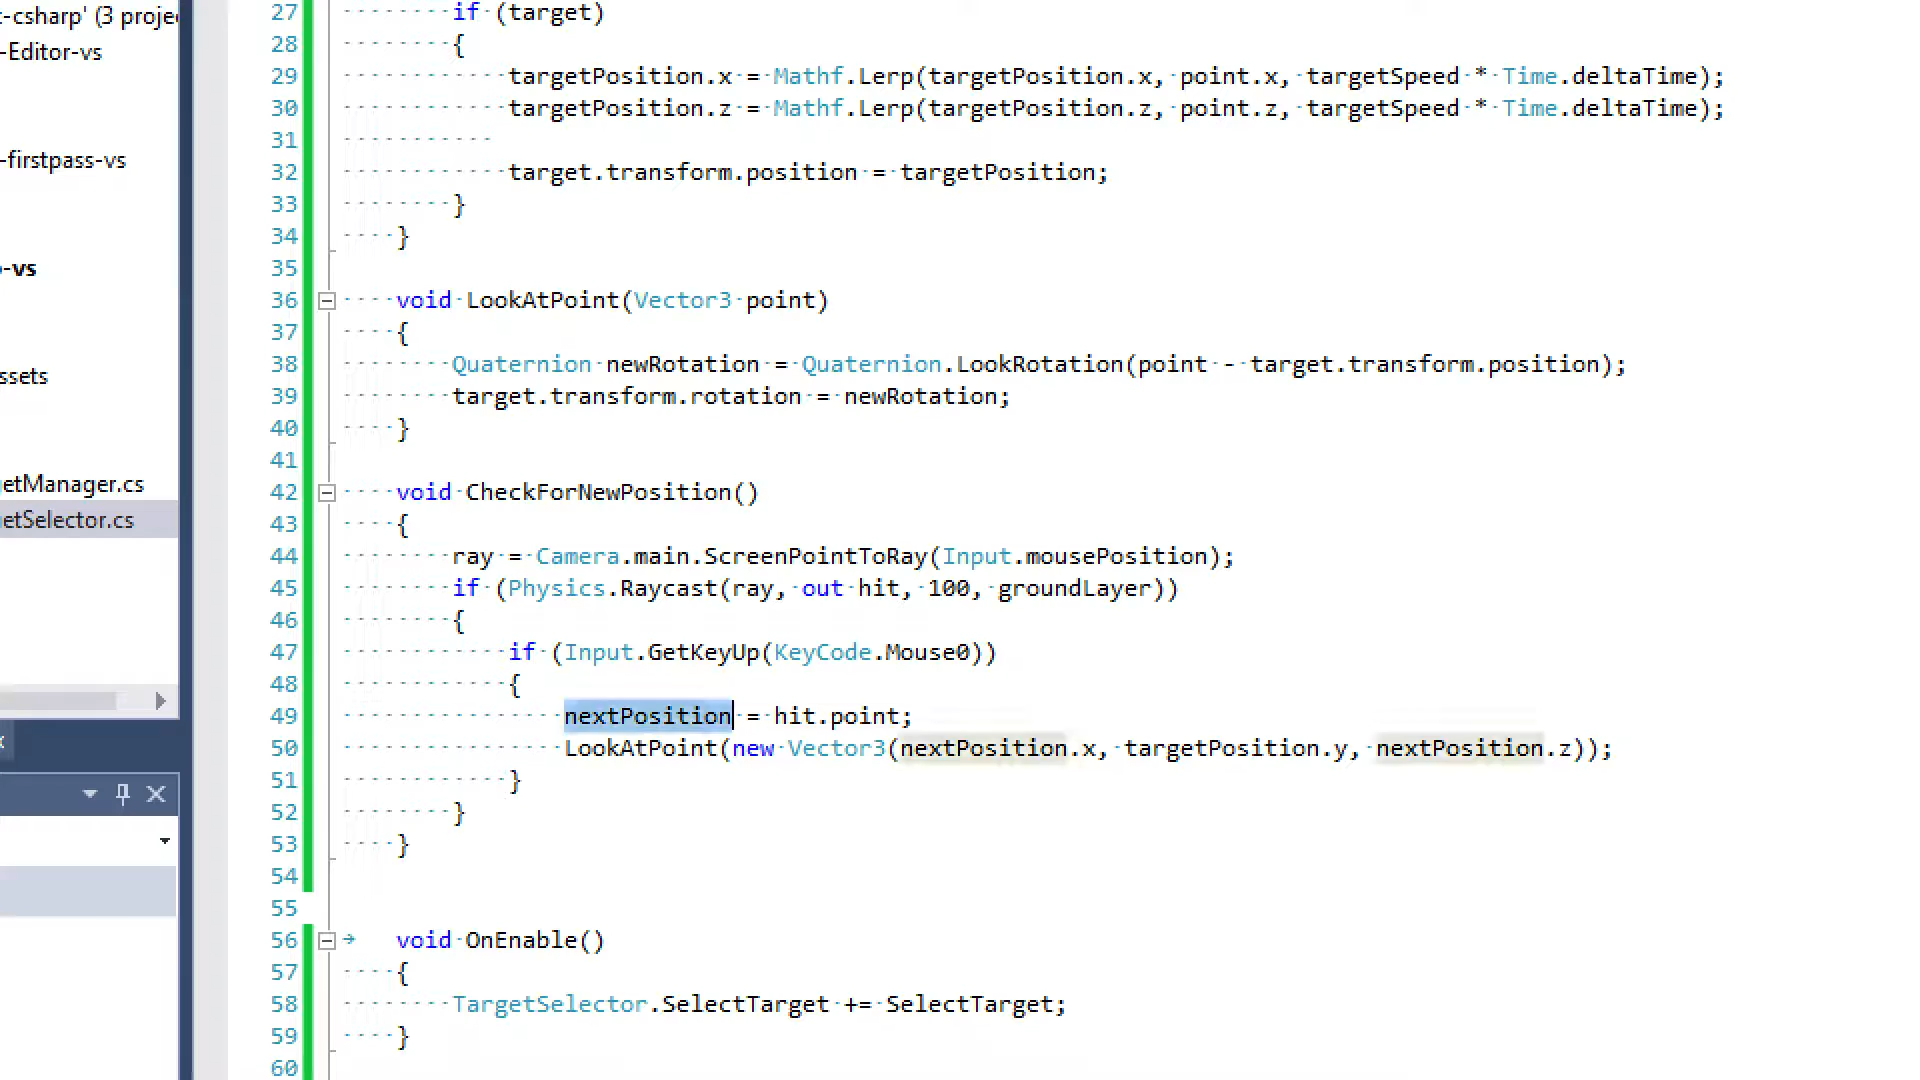 t-csharp' (3 proje
-Editor-vs
-firstpass-vs
-vs
ssets
etManager.cs
etSelector.cs
27 if (target)
28 {
29 targetPosition.x = Mathf.Lerp(targetPosition.x, point.x, targetSpeed * Time.deltaTime);
30 targetPosition.z = Mathf.Lerp(targetPosition.z, point.z, targetSpeed * Time.deltaTime);
31
32 target.transform.position = targetPosition;
33 }
34 }
35
36 void LookAtPoint(Vector3 point)
37 {
38 Quaternion newRotation = Quaternion.LookRotation(point - target.transform.position);
39 target.transform.rotation = newRotation;
40 }
41
42 void CheckForNewPosition()
43 {
44 ray = Camera.main.ScreenPointToRay(Input.mousePosition);
45 if (Physics.Raycast(ray, out hit, 100, groundLayer))
46 {
47 if (Input.GetKeyUp(KeyCode.Mouse0))
48 {
49 nextPosition = hit.point;
50 LookAtPoint(new Vector3(nextPosition.x, targetPosition.y, nextPosition.z));
51 }
52 }
53 }
54
55
56 void OnEnable()
57 {
58 TargetSelector.SelectTarget += SelectTarget;
59 }
60